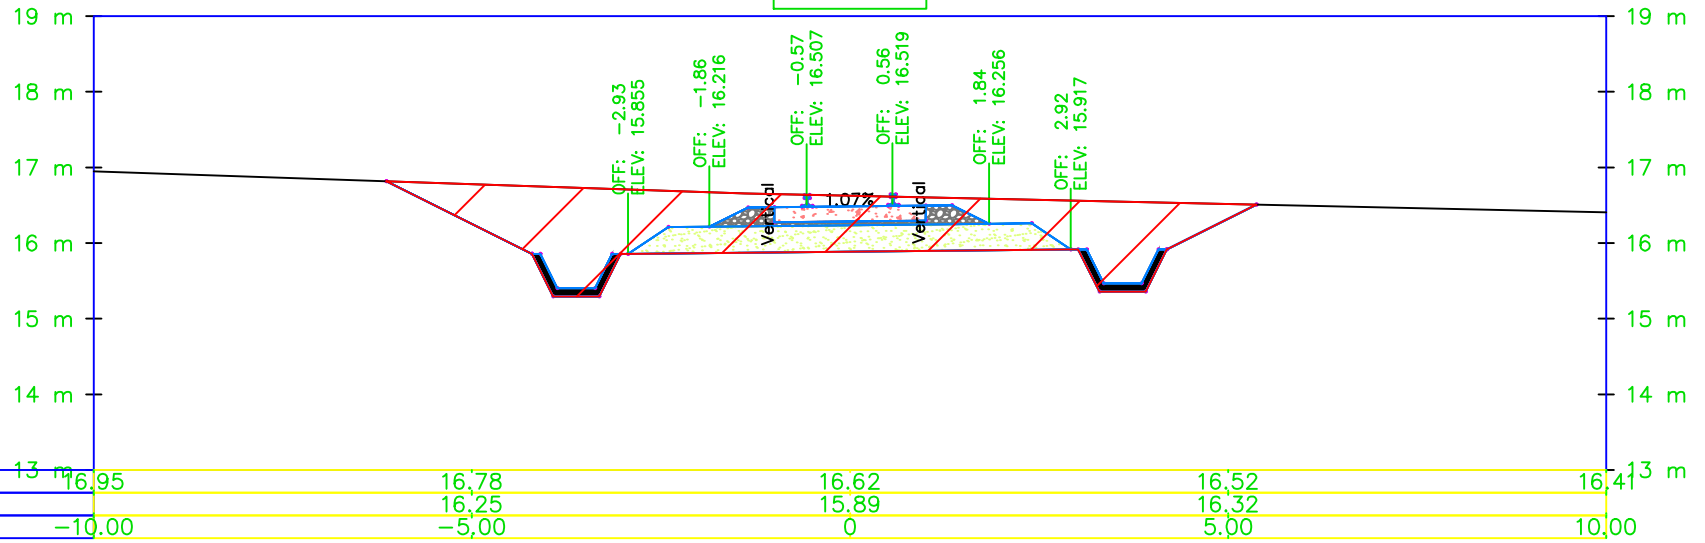 19 m
19 m
18 m
18 m
17 m
17 m
16 m
16 m
15 m
15 m
14 m
14 m
13 m
13 m
OFF: -2.93
ELEV: 15.855
OFF: -1.86
ELEV: 16.216
OFF: -0.57
ELEV: 16.507
OFF: 0.56
ELEV: 16.519
OFF: 1.84
ELEV: 16.256
OFF: 2.92
ELEV: 15.917
Vertical
1.07%
Vertical
16.95 16.78 16.62 16.52 16.41
16.25 15.89 16.32
-10.00 -5.00 0 5.00 10.00